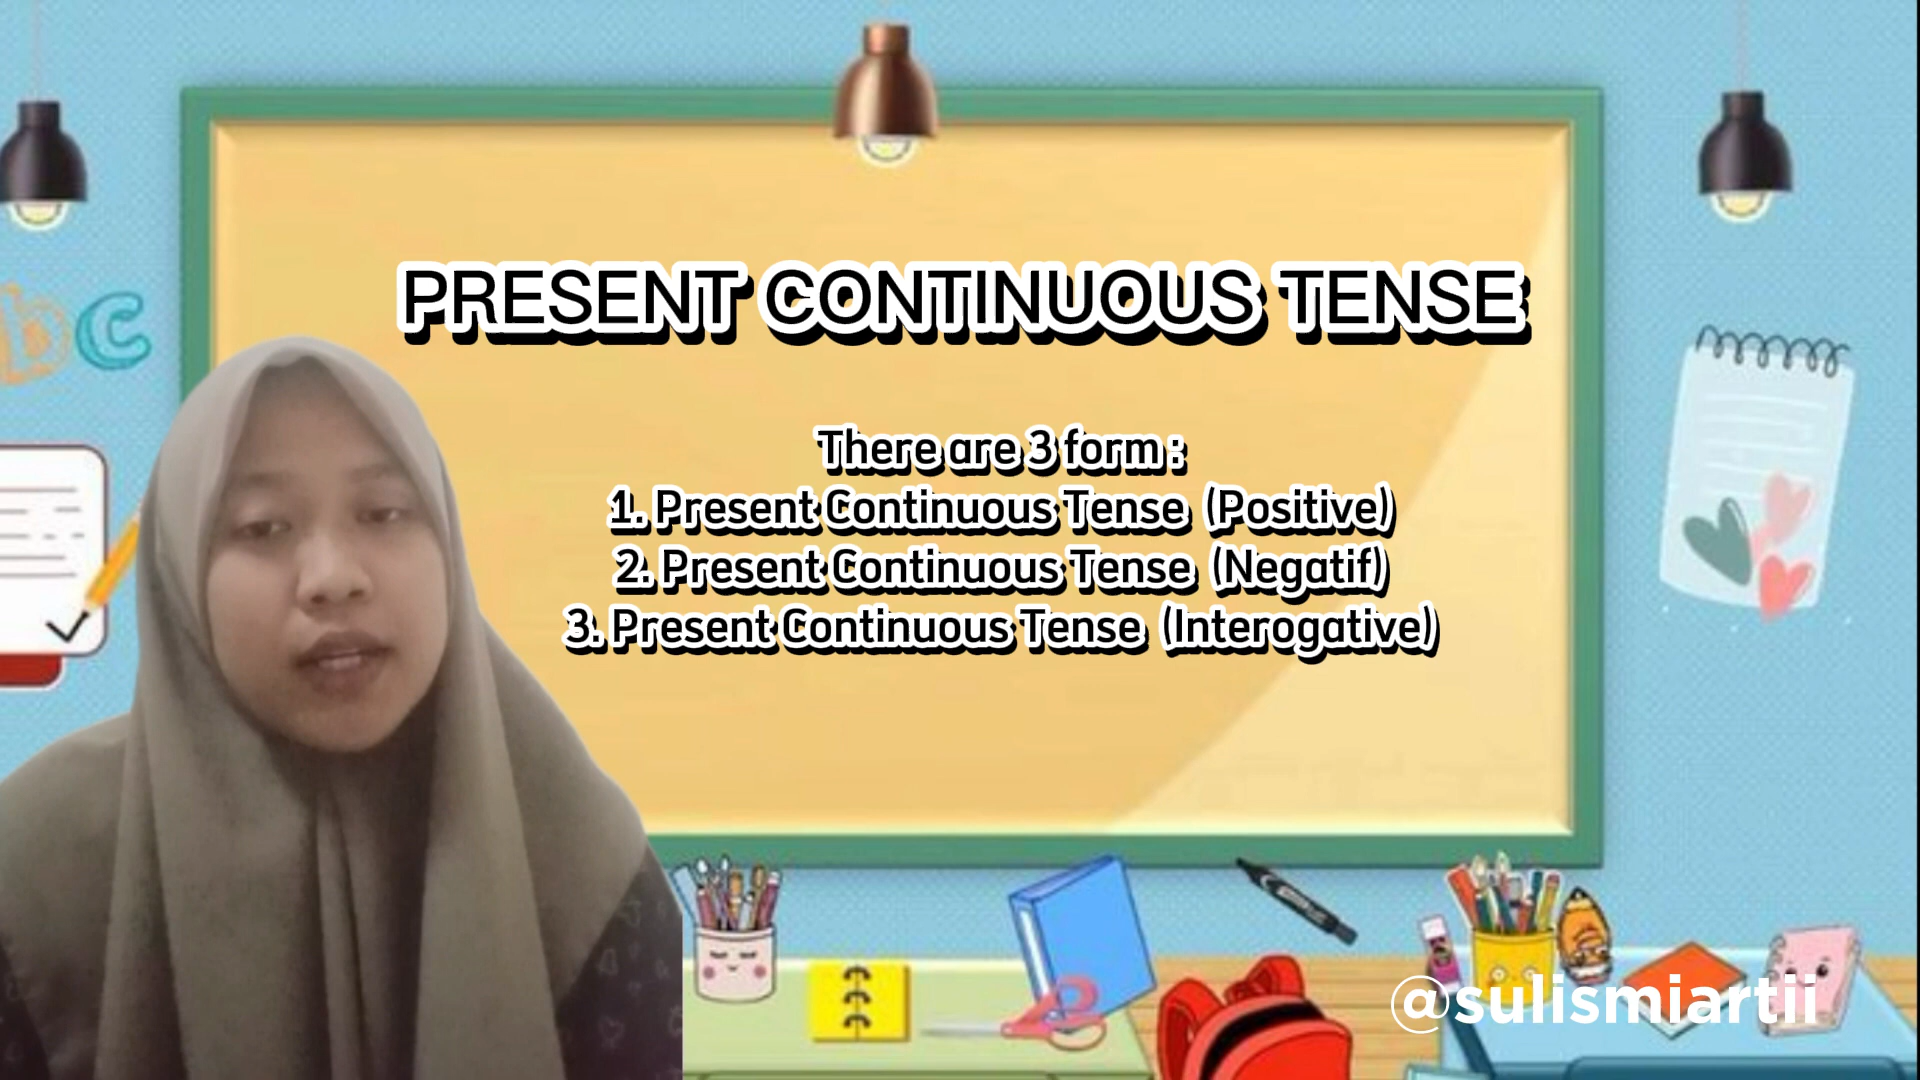 PRESENT CONTINUOUS TENSE
There are 3 form :
1. Present Continuous Tense (Positive)
2. Present Continuous Tense (Negatif)
3. Present Continuous Tense (Interogative)
bc
@sulismiartii